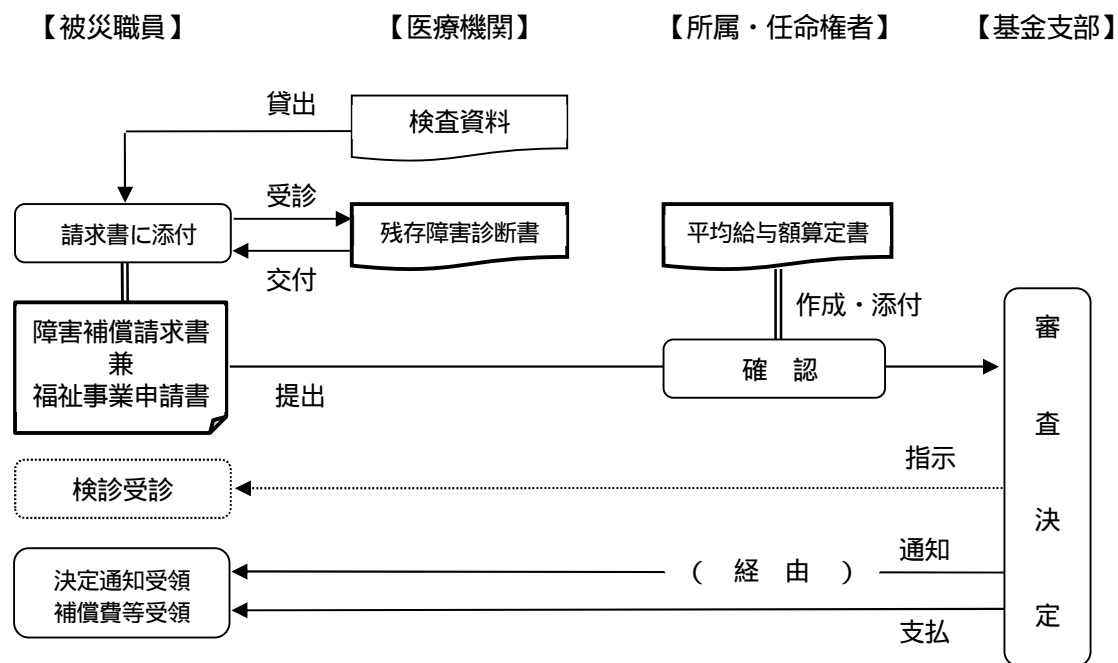 【被災職員】 【医療機関】 【所属・任命権者】 【基金支部】
貸出
検査資料
請求書に添付
受診
交付
残存障害診断書
平均給与額算定書
作成・添付
障害補償請求書
兼
福祉事業申請書
提出
確　認
審
査
決
定
検診受診
指示
決定通知受領
補償費等受領
（　経　由　）
通知
支払